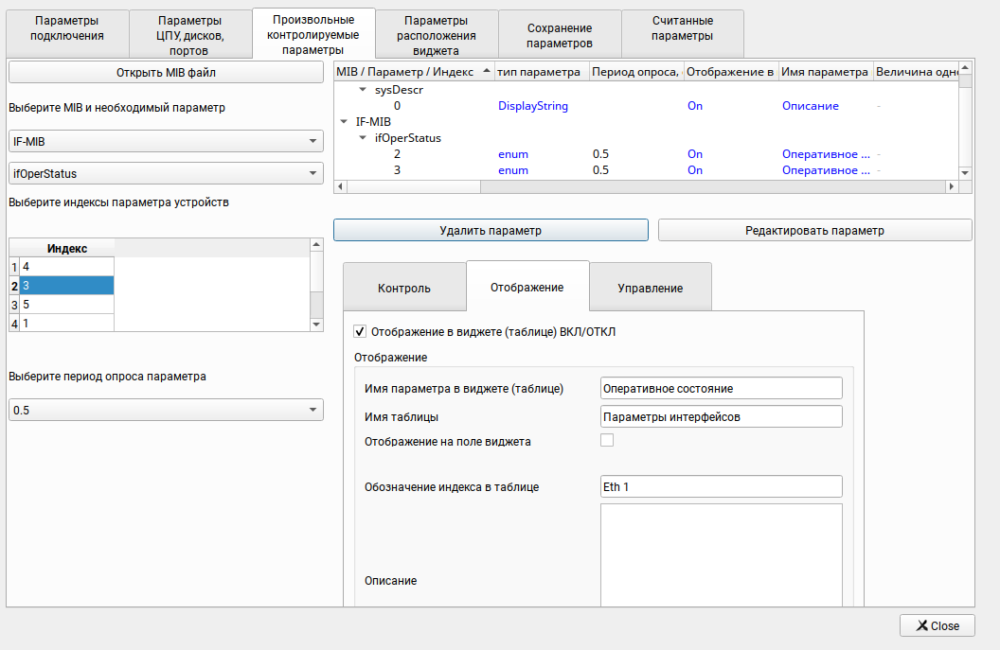 Параметры
подключения
Параметры
ЦПУ, дисков,
портов
Произвольные
контролируемые
параметры
Параметры
расположения
виджета
Сохранение
параметров
Считанные
параметры
Открыть MIB файл
Выберите MIB и необходимый параметр
IF-MIB
ifOperStatus
Выберите индексы параметра устройств
Индекс
1 4
2 3
3 5
4 1
Выберите период опроса параметра
0.5
MIB / Параметр / Индекс тип параметра Период опроса, Отображение в Имя параметра Величина одно
sysDescr
0 DisplayString On Описание -
IF-MIB
ifOperStatus
2 enum 0.5 On Оперативное ... -
3 enum 0.5 On Оперативное ... -
Удалить параметр Редактировать параметр
Контроль Отображение Управление
Отображение в виджете (таблице) ВКЛ/ОТКЛ
Отображение
Имя параметра в виджете (таблице) Оперативное состояние
Имя таблицы Параметры интерфейсов
Отображение на поле виджета
Обозначение индекса в таблице Eth 1
Описание
Close